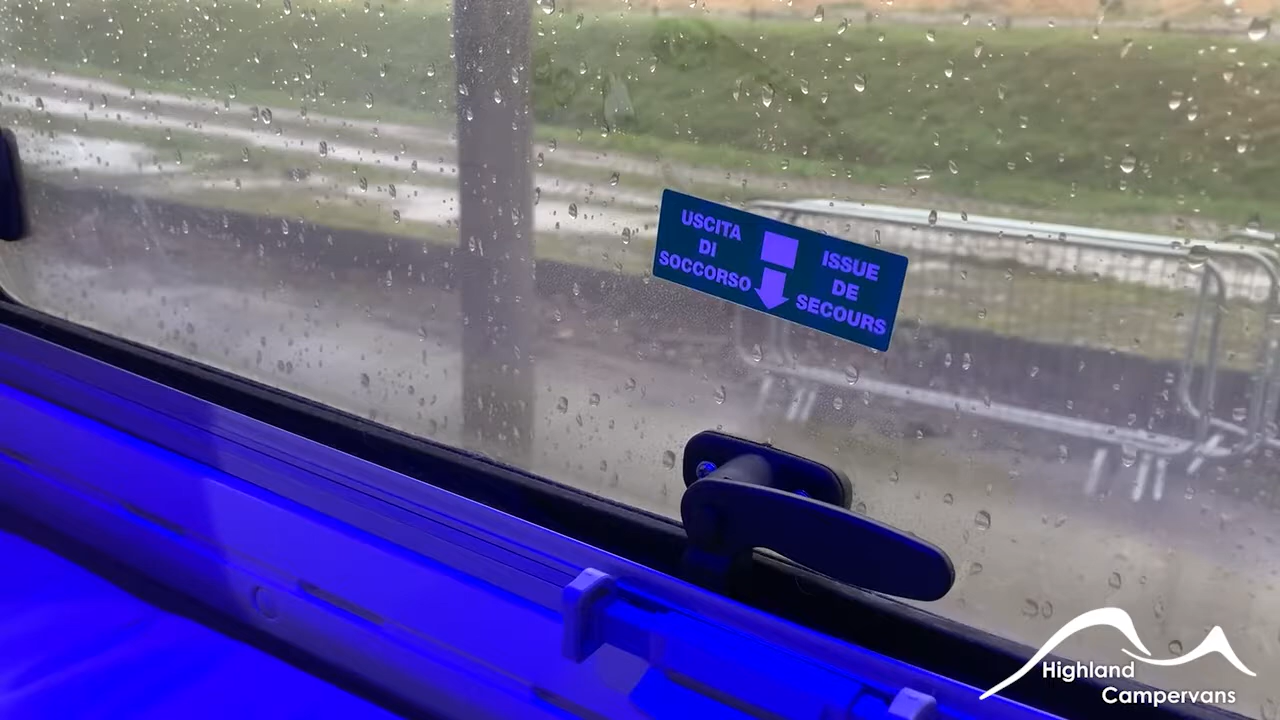 USCITA
DI
SOCCORSO
ISSUE
DE
SECOURS
Highland
Campervans